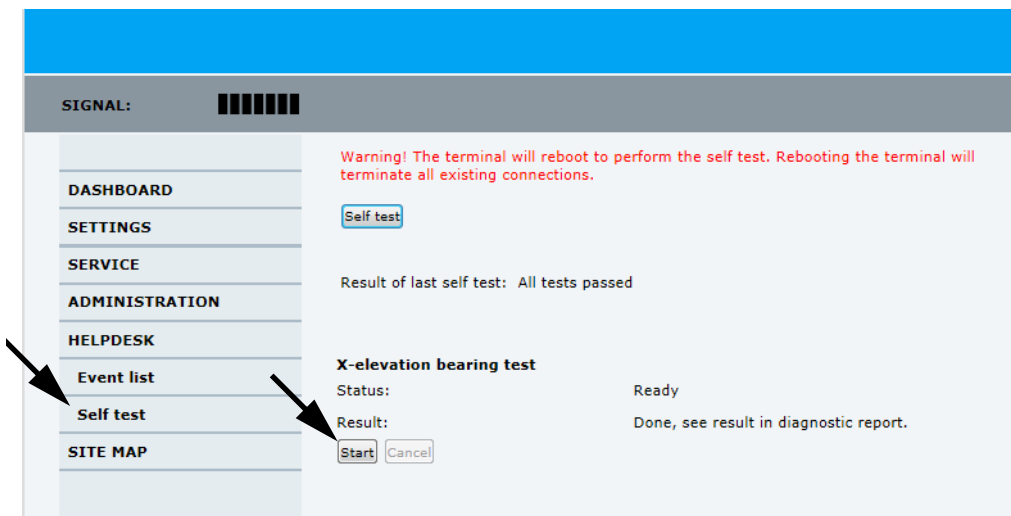 SIGNAL:
DASHBOARD
SETTINGS
SERVICE
ADMINISTRATION
HELPDESK
Event list
Self test
SITE MAP
Warning! The terminal will reboot to perform the self test. Rebooting the terminal will
terminate all existing connections.
Self test
Result of last self test: All tests passed
X-elevation bearing test
Status: Ready
Result: Done, see result in diagnostic report.
Start Cancel